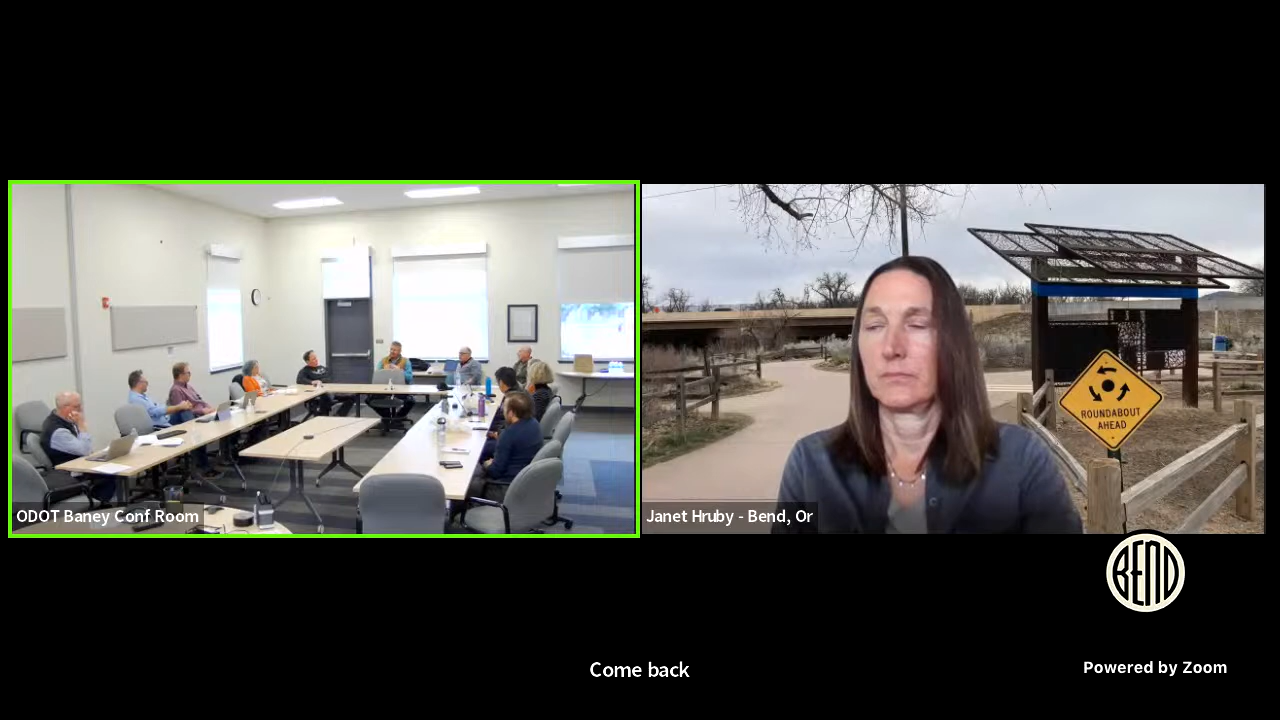 ROUNDABOUT
AHEAD
ODOT Baney Conf Room
Janet Hruby - Bend, Or
BEND
Come back
Powered by Zoom